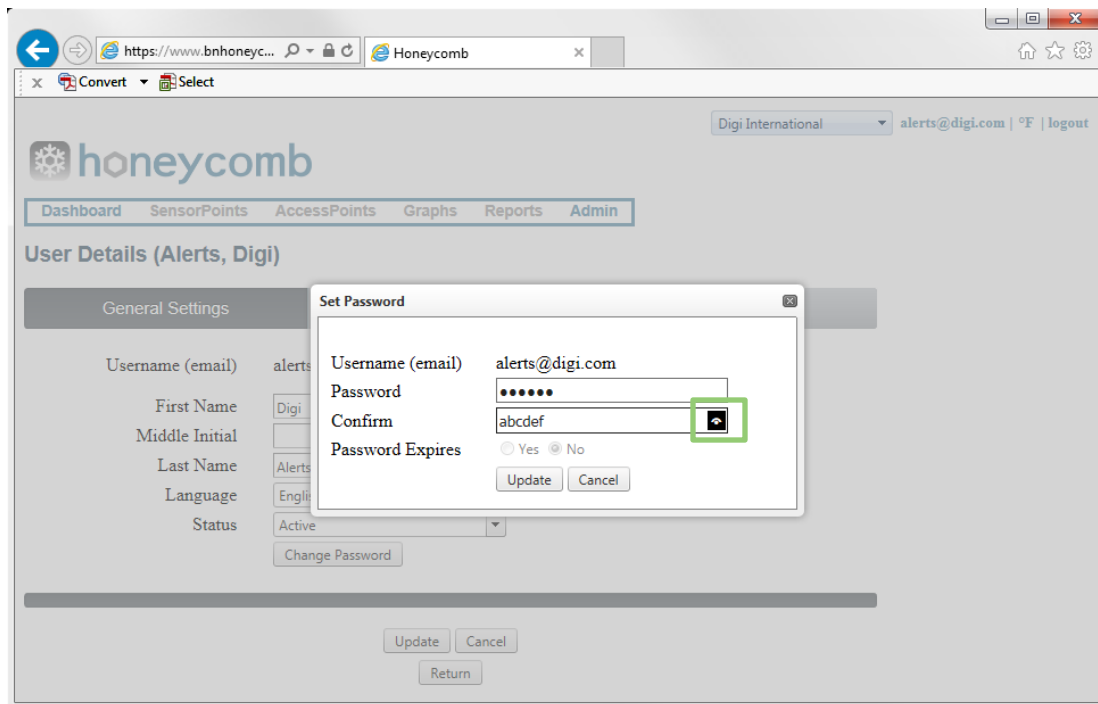 https://www.bnhoneyc...
Honeycomb
Convert
Select
Digi International
alerts@digi.com | °F | logout
honeycomb
Dashboard SensorPoints AccessPoints Graphs Reports Admin
User Details (Alerts, Digi)
General Settings
Set Password
Username (email) alerts@digi.com
Password ••••••
Confirm abcdef
Password Expires Yes No
Update Cancel
Username (email) alerts
First Name Digi
Middle Initial
Last Name Alerts
Language Englis
Status Active
Change Password
Update Cancel
Return